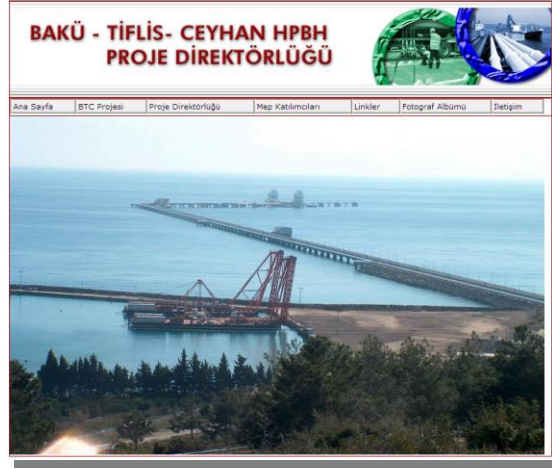 BAKÜ - TİFLİS- CEYHAN HPBH
PROJE DİREKTÖRLÜĞÜ
Ana Sayfa BTC Projesi Proje Direktörlüğü Mep Katılımcıları Linkler Fotograf Albümü İletişim